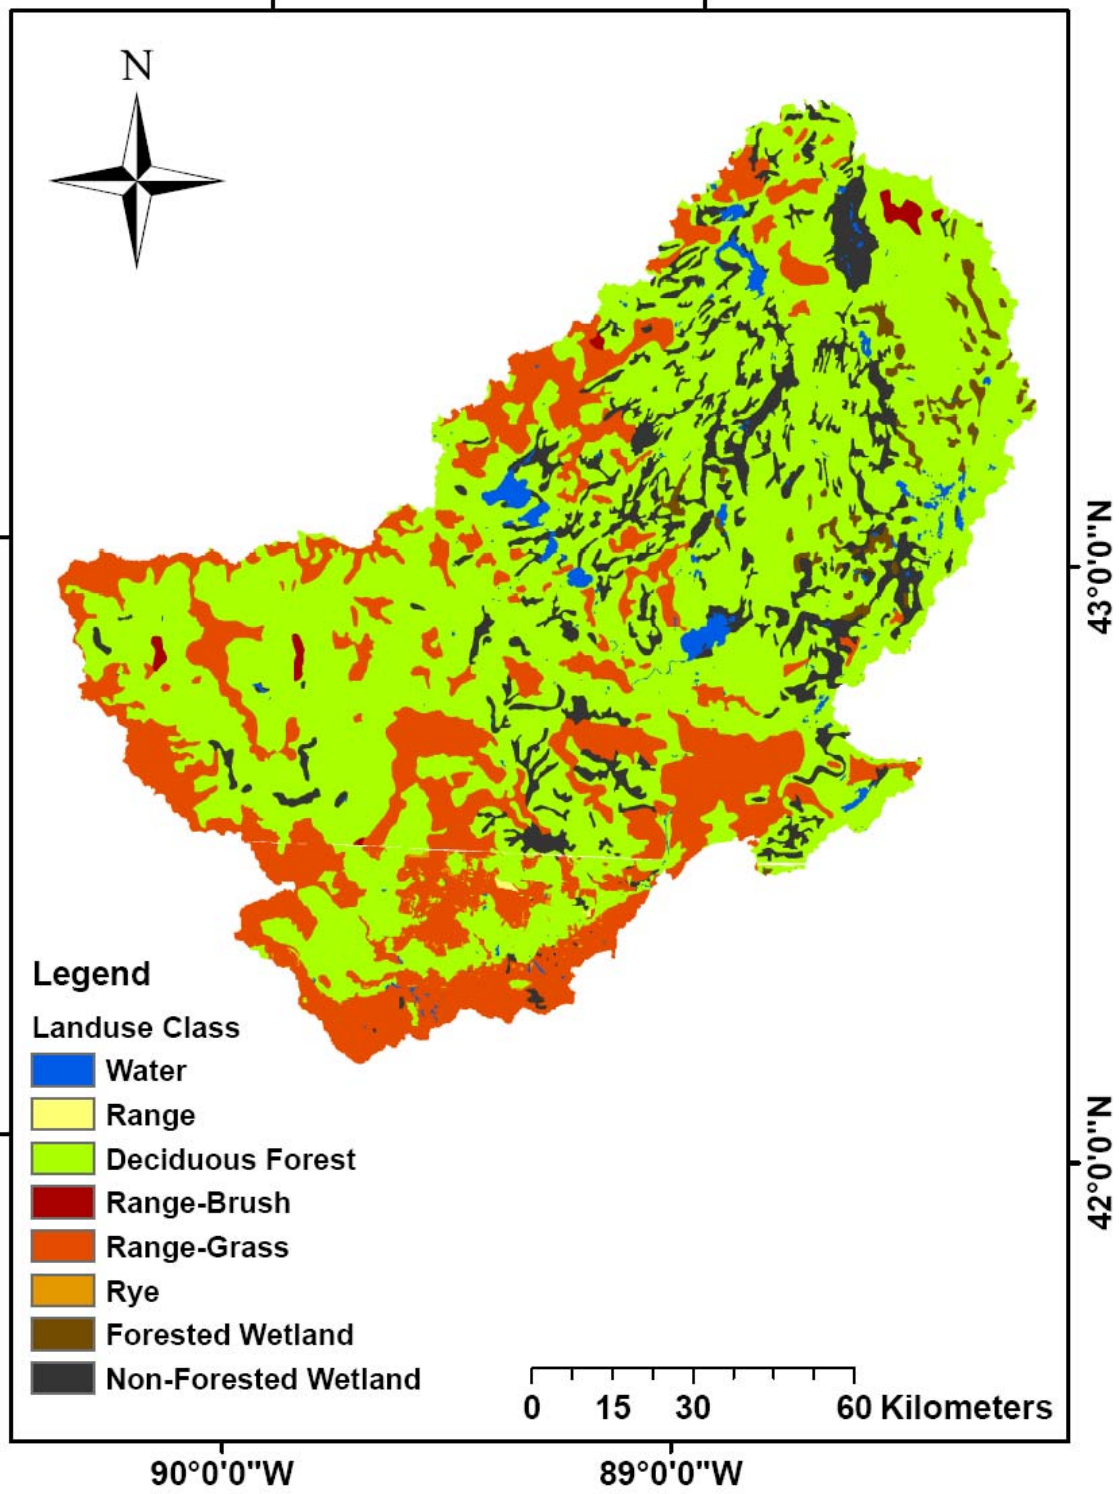 N
43°0'0"N
Legend
Landuse Class
Water
Range
Deciduous Forest
Range-Brush
42°0'0"N
Range-Grass
Rye
Forested Wetland
Non-Forested Wetland
0 15 30 60 Kilometers
90°0'0"W 89°0'0"W